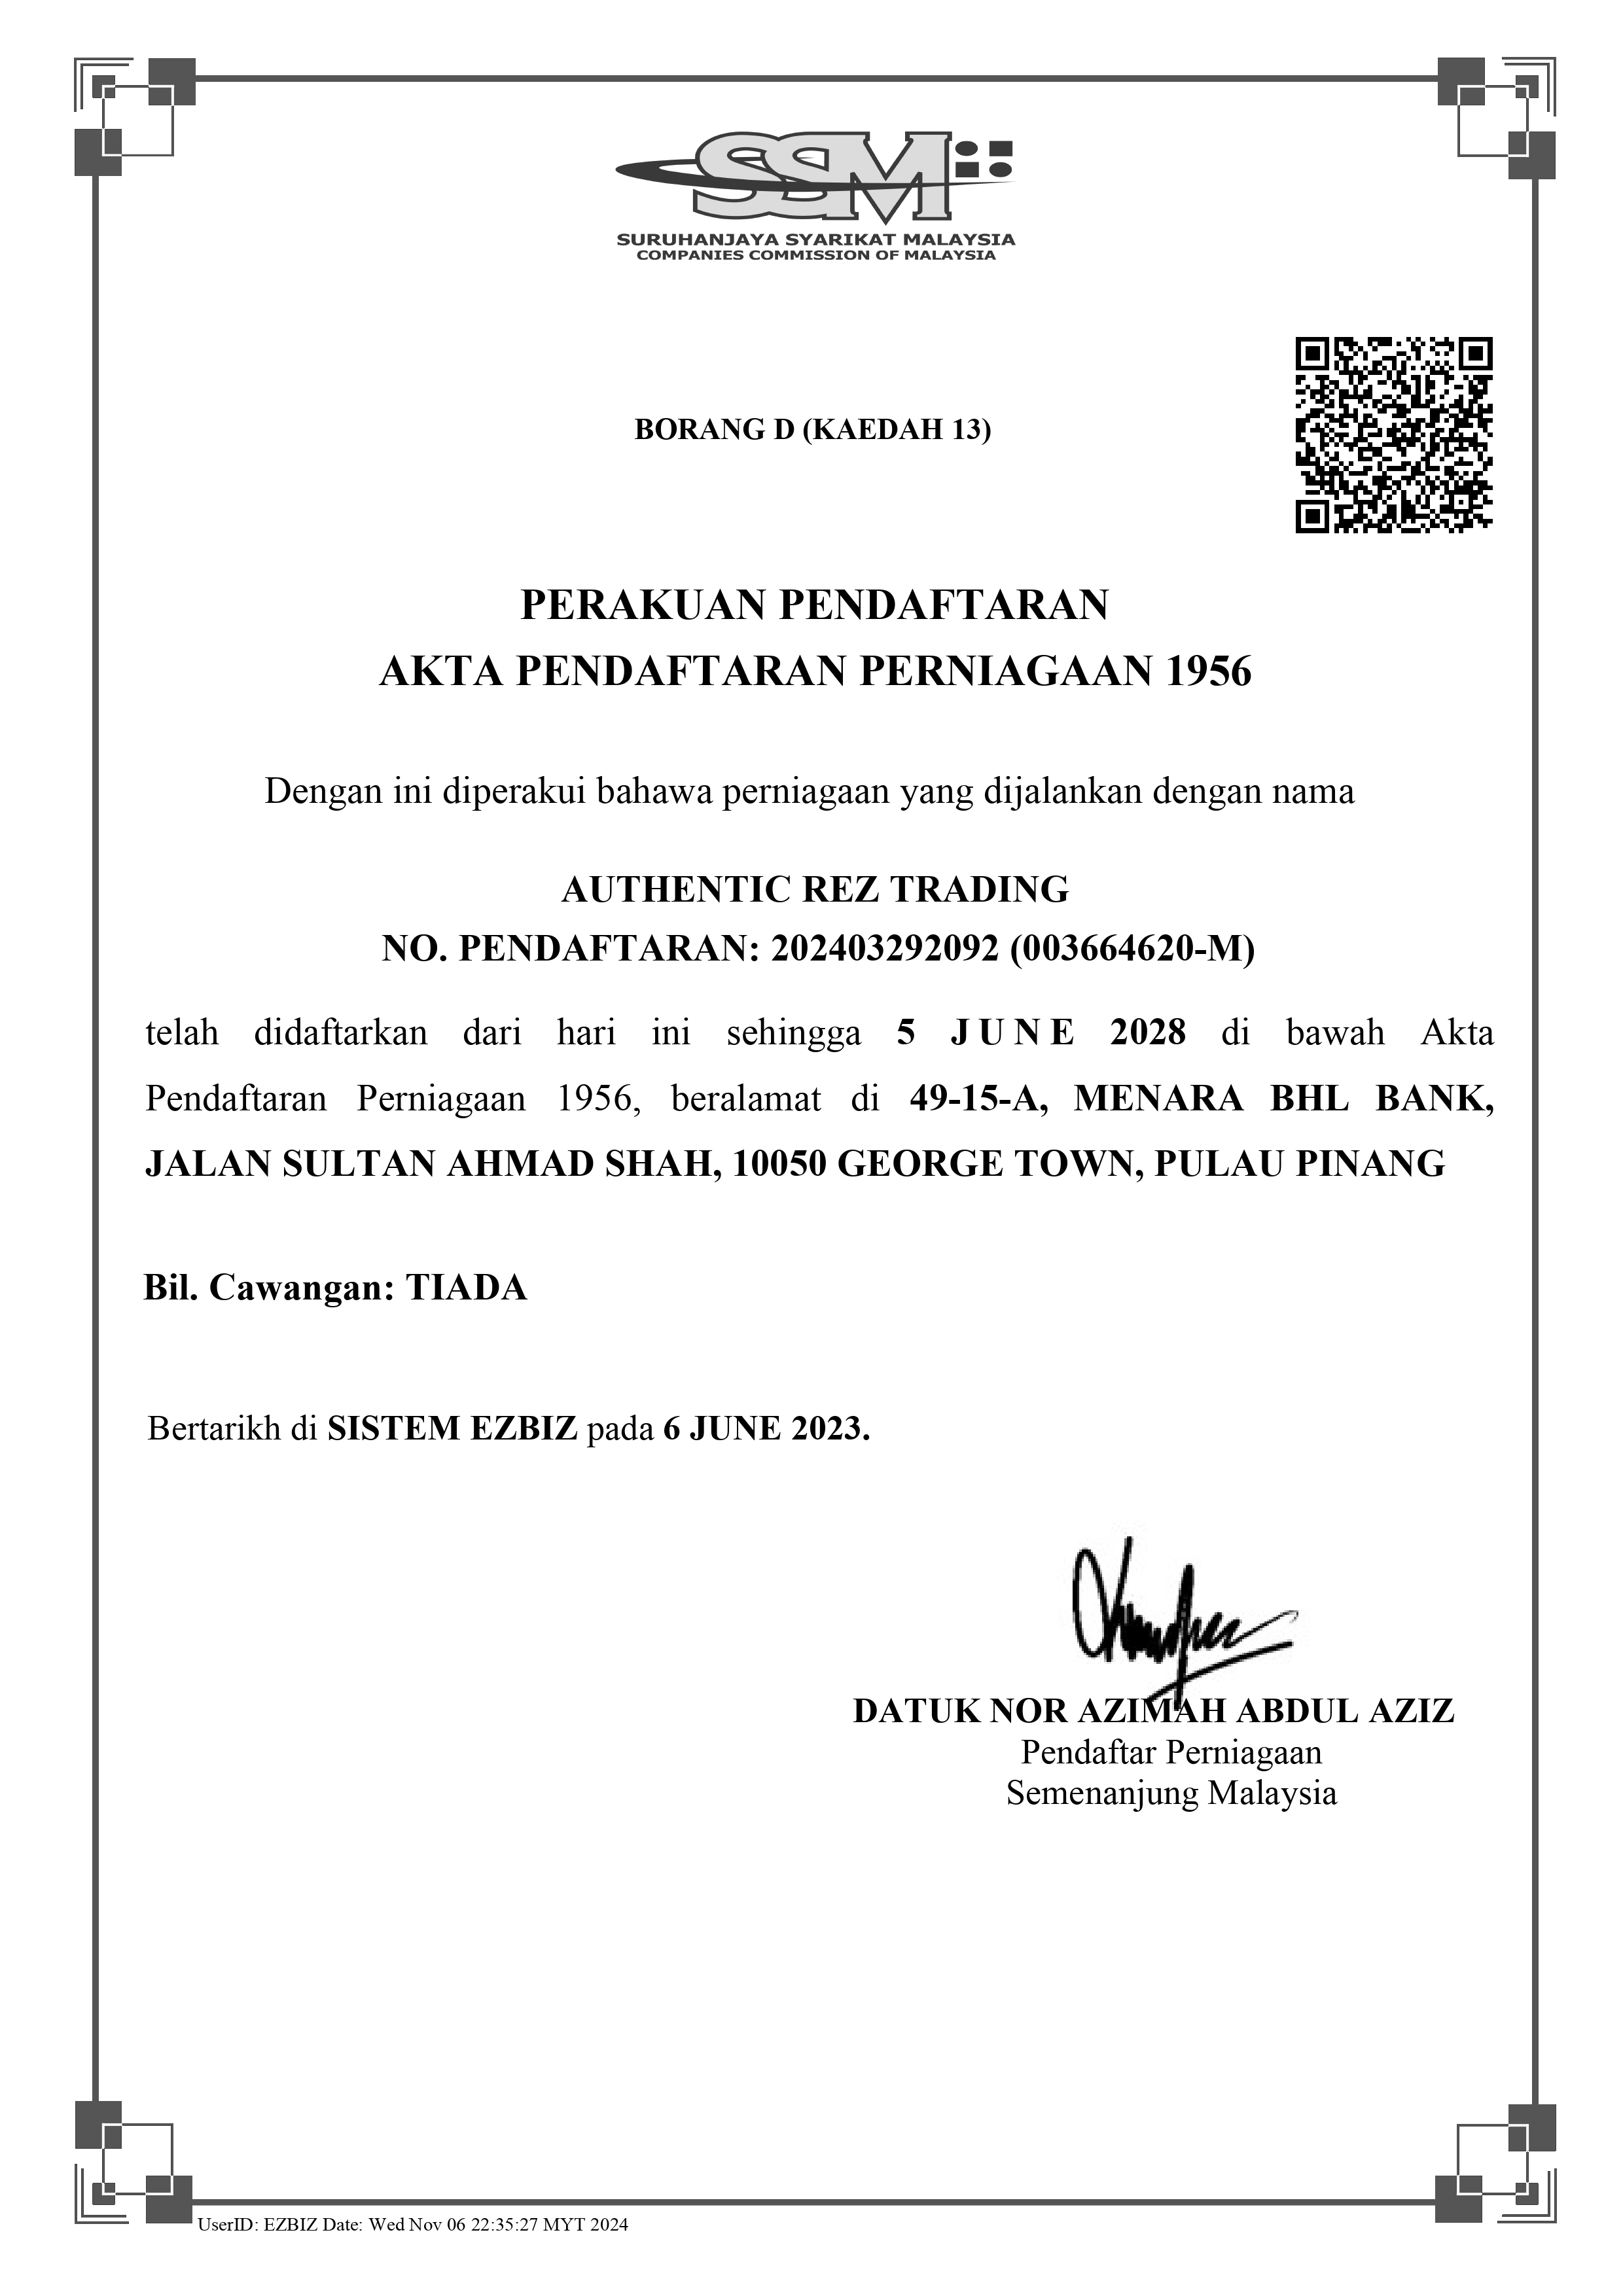 SSM
SURUHANJAYA SYARIKAT MALAYSIA
COMPANIES COMMISSION OF MALAYSIA
BORANG D (KAEDAH 13)
PERAKUAN PENDAFTARAN
AKTA PENDAFTARAN PERNIAGAAN 1956
Dengan ini diperakui bahawa perniagaan yang dijalankan dengan nama
AUTHENTIC REZ TRADING
NO. PENDAFTARAN: 202403292092 (003664620-M)
telah didaftarkan dari hari ini sehingga 5 JUNE 2028 di bawah Akta
Pendaftaran Perniagaan 1956, beralamat di 49-15-A, MENARA BHL BANK,
JALAN SULTAN AHMAD SHAH, 10050 GEORGE TOWN, PULAU PINANG
Bil. Cawangan: TIADA
Bertarikh di SISTEM EZBIZ pada 6 JUNE 2023.
DATUK NOR AZIMAH ABDUL AZIZ
Pendaftar Perniagaan
Semenanjung Malaysia
UserID: EZBIZ Date: Wed Nov 06 22:35:27 MYT 2024